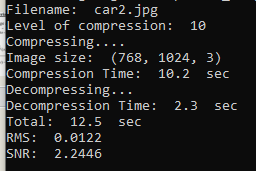 Filename:  car2.jpg
Level of compression:  10
Compressing....
Image size:  (768, 1024, 3)
Compression Time:  10.2  sec
Decompressing...
Decompression Time:  2.3  sec
Total:  12.5  sec
RMS:  0.0122
SNR:  2.2446